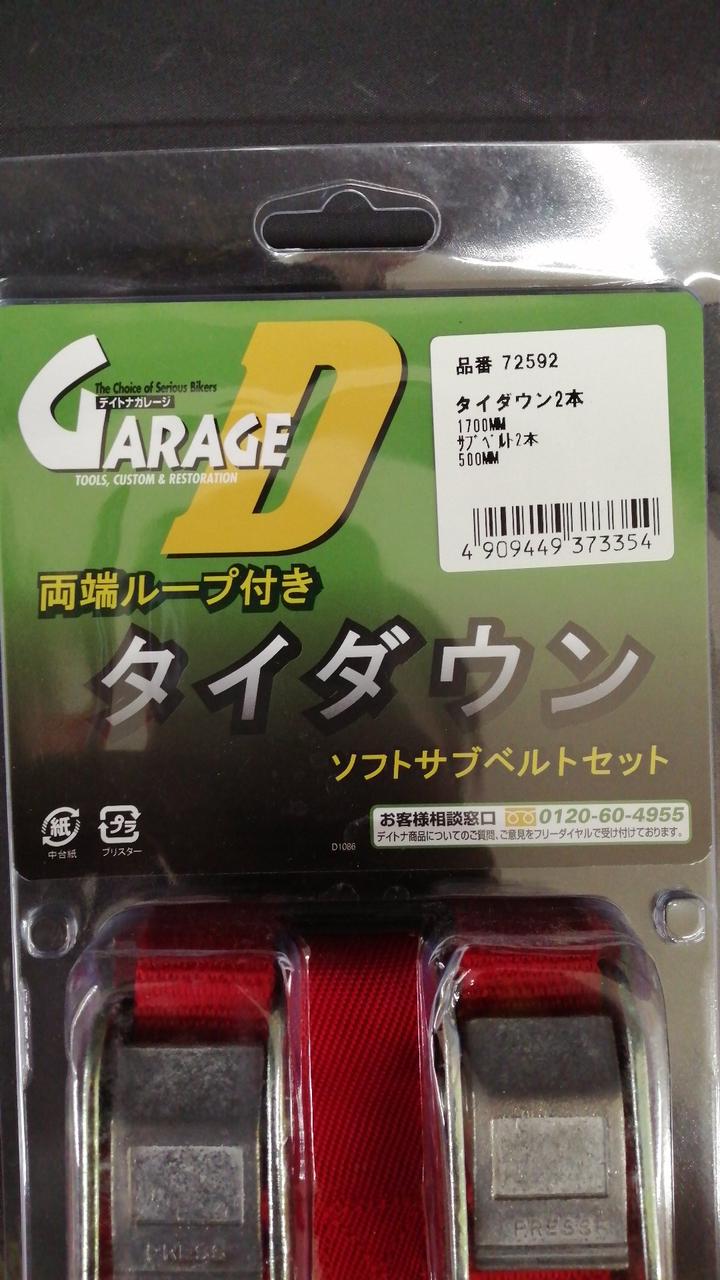 The Choice of Serious Bikers
デイトナガレージ
GARAGE D
TOOLS, CUSTOM & RESTORATION
品番 72592
タイダウン2本
1700MM
ｻﾌﾞﾍﾞﾙﾄ2本
500MM
4 909449 373354
両端ループ付き
タイダウン
ソフトサブベルトセット
紙
中台紙
プラ
ブリスター
D1086
お客様相談窓口 0120-60-4955
デイトナ商品についてのご質問、ご意見をフリーダイヤルで受け付けております。
PRESS
PRESS